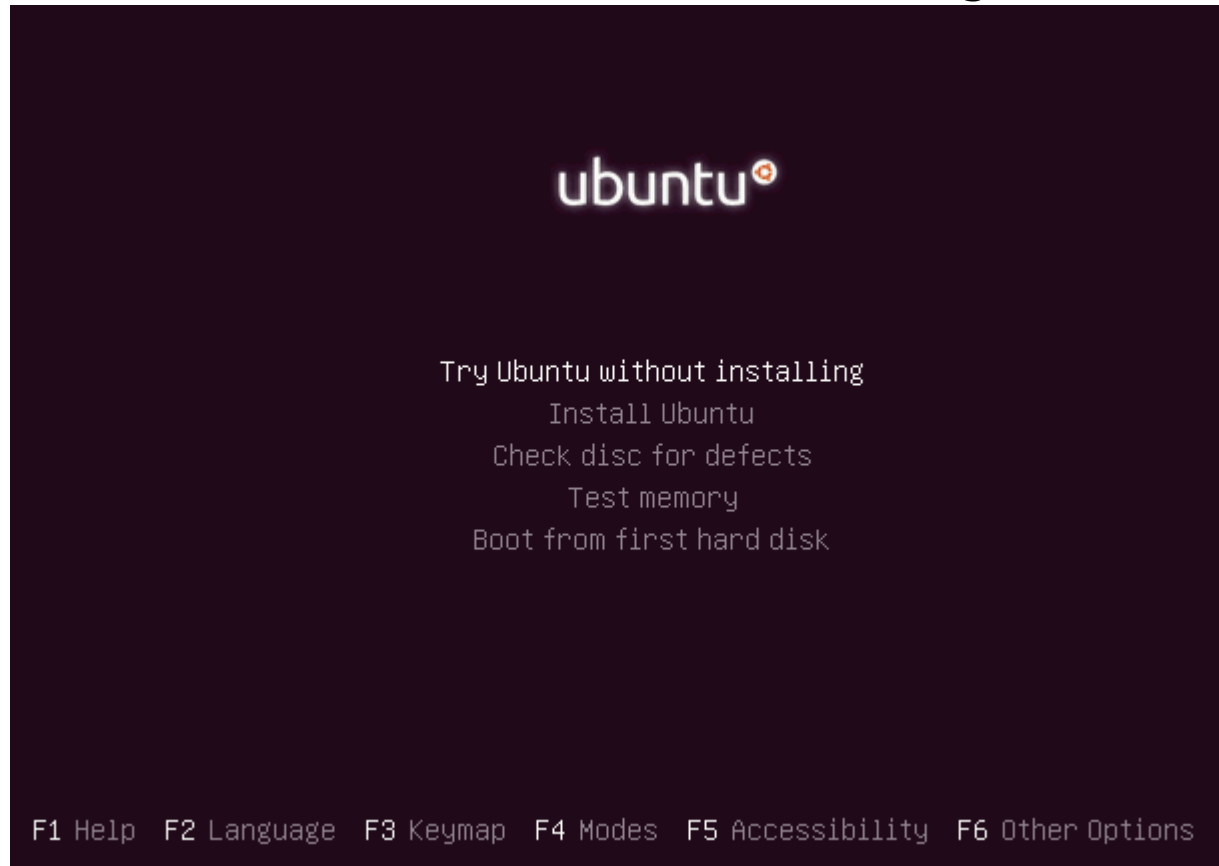 ubuntu
Try Ubuntu without installing
Install Ubuntu
Check disc for defects
Test memory
Boot from first hard disk
F1 Help F2 Language F3 Keymap F4 Modes F5 Accessibility F6 Other Options